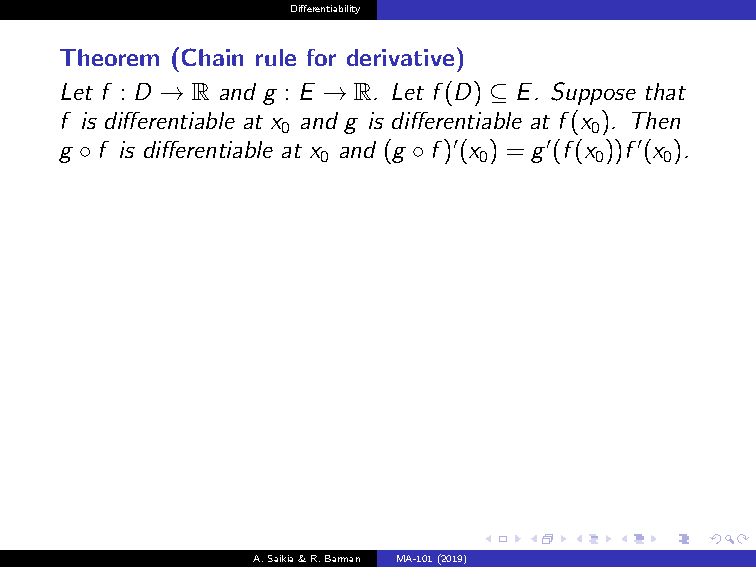 Differentiability
Theorem (Chain rule for derivative)
Let f : D → ℝ and g : E → ℝ. Let f(D) ⊆ E. Suppose that
f is differentiable at x₀ and g is differentiable at f(x₀). Then
g ∘ f is differentiable at x₀ and (g ∘ f)′(x₀) = g′(f(x₀))f′(x₀).
A. Saikia & R. Barman MA-101 (2019)